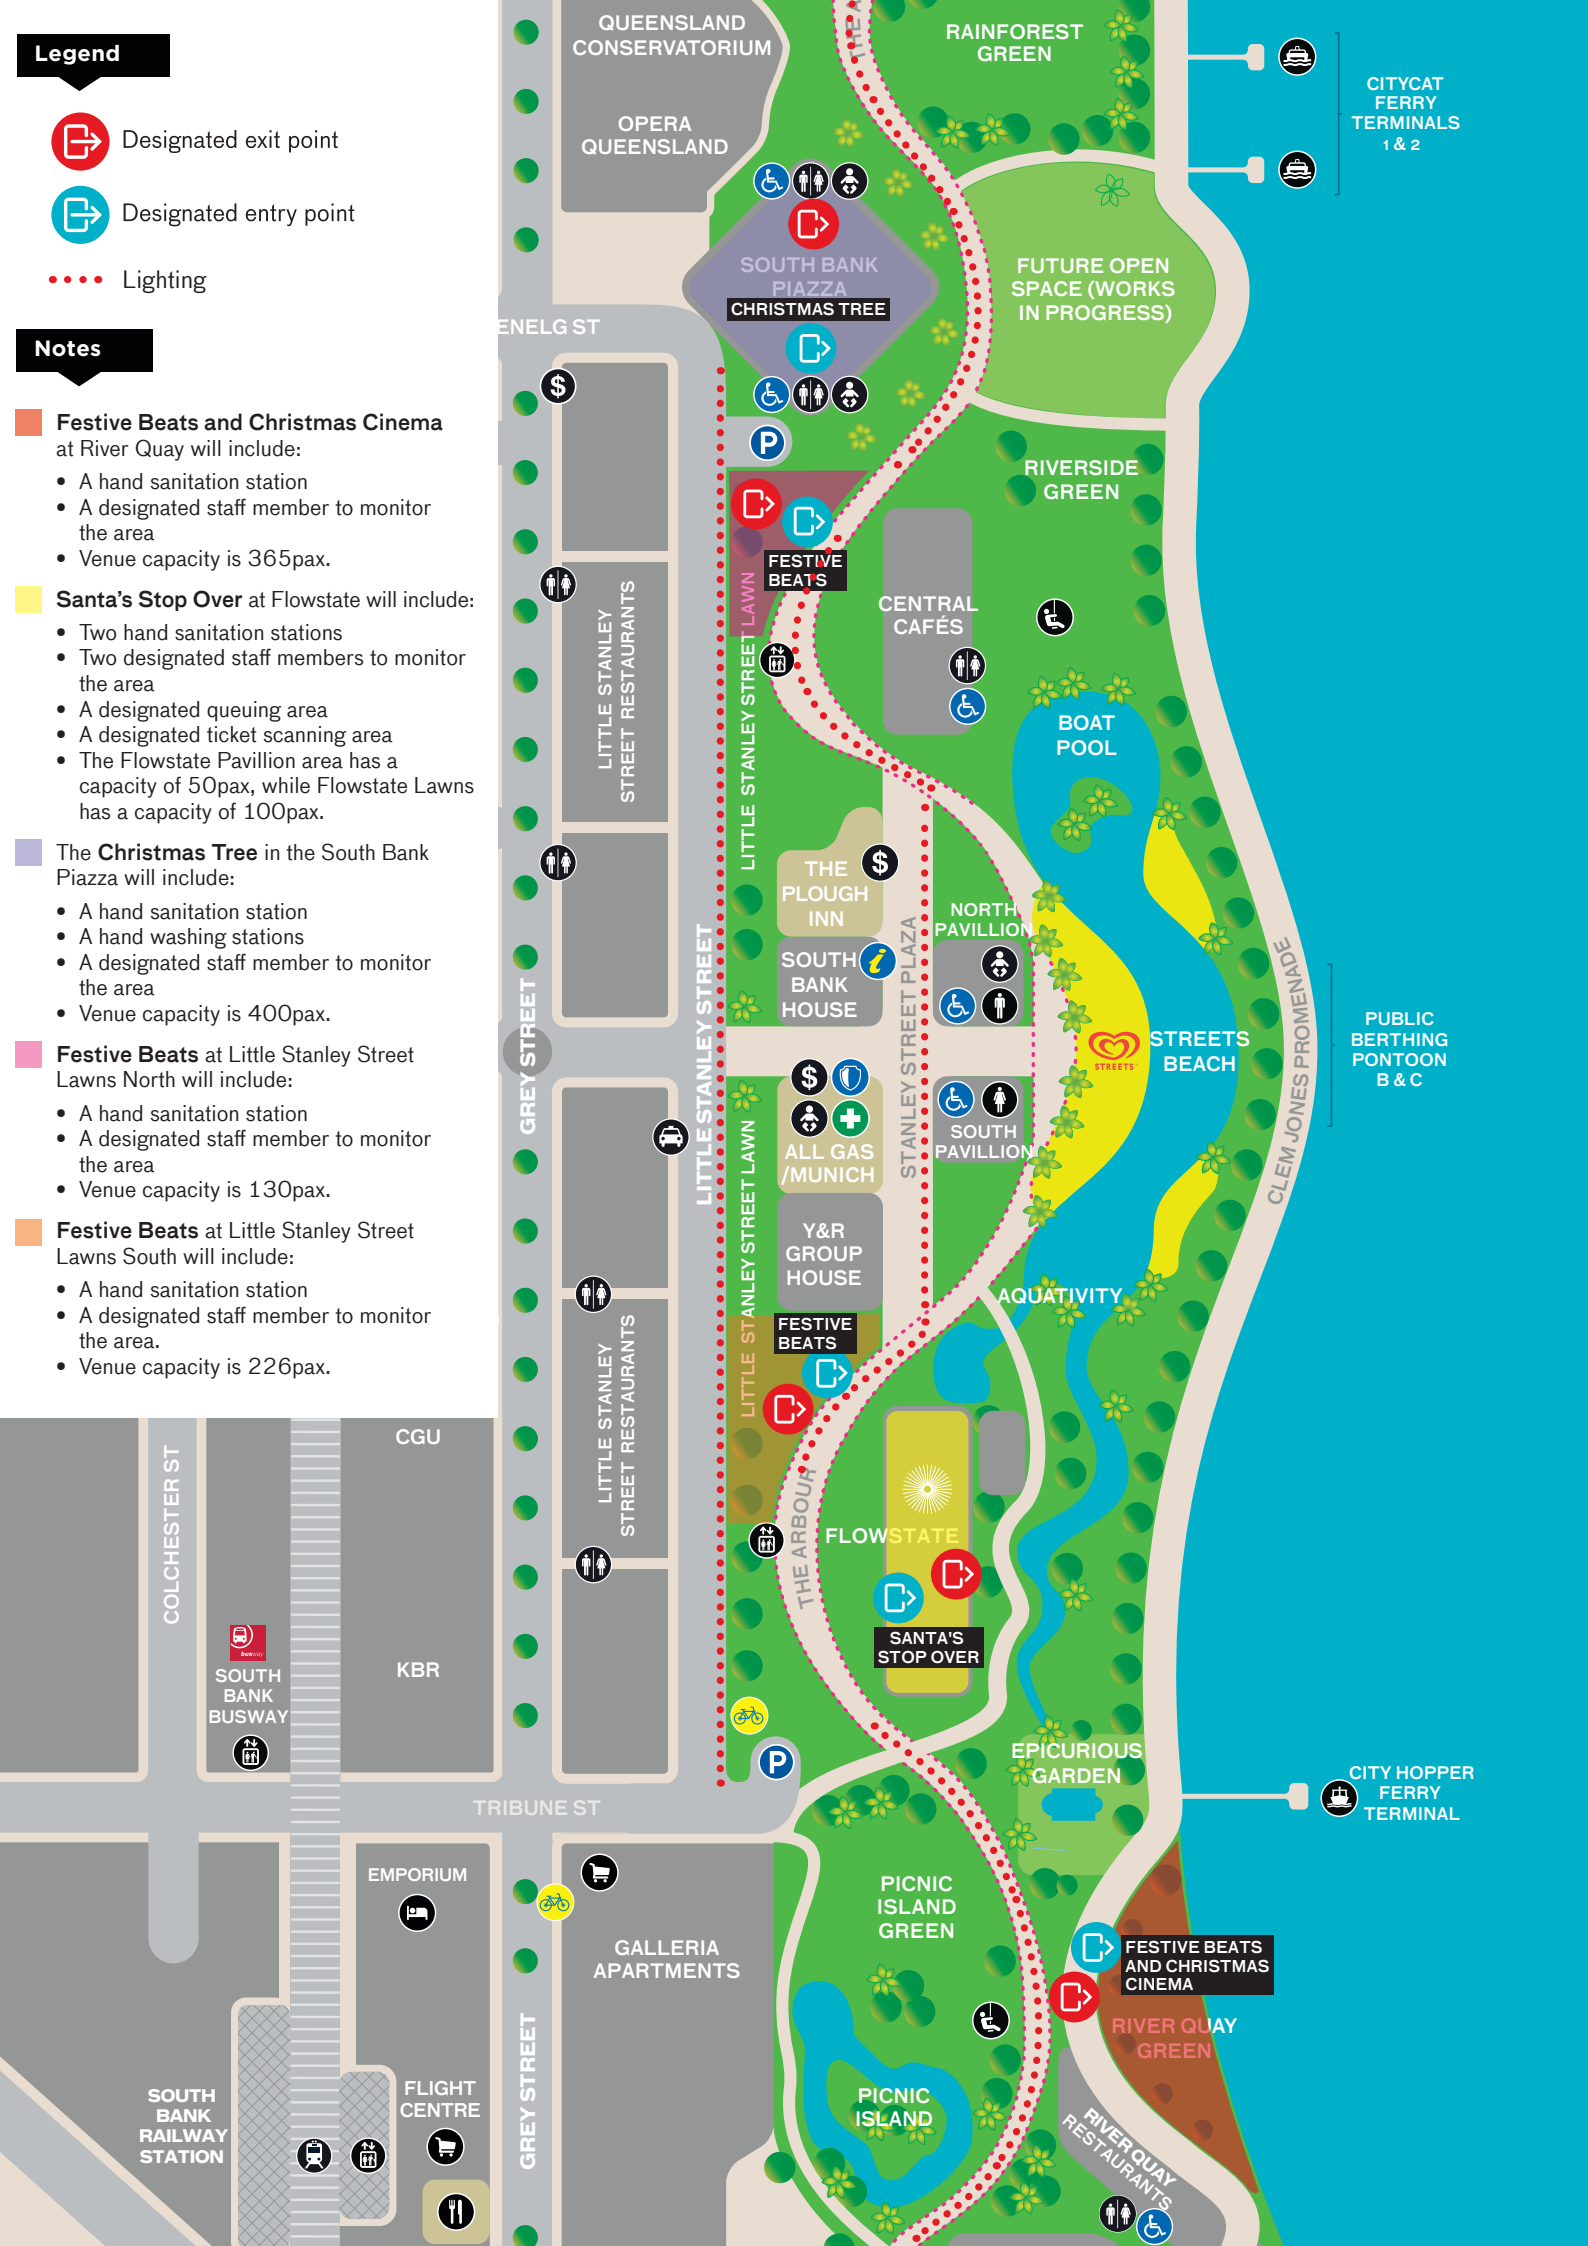 Legend
Designated exit point
Designated entry point
Lighting
Notes
Festive Beats and Christmas Cinema
at River Quay will include:
• A hand sanitation station
• A designated staff member to monitor
the area
• Venue capacity is 365pax.
Santa's Stop Over at Flowstate will include:
• Two hand sanitation stations
• Two designated staff members to monitor
the area
• A designated queuing area
• A designated ticket scanning area
• The Flowstate Pavillion area has a
capacity of 50pax, while Flowstate Lawns
has a capacity of 100pax.
The Christmas Tree in the South Bank
Piazza will include:
• A hand sanitation station
• A hand washing stations
• A designated staff member to monitor
the area
• Venue capacity is 400pax.
Festive Beats at Little Stanley Street
Lawns North will include:
• A hand sanitation station
• A designated staff member to monitor
the area
• Venue capacity is 130pax.
Festive Beats at Little Stanley Street
Lawns South will include:
• A hand sanitation station
• A designated staff member to monitor
the area.
• Venue capacity is 226pax.
QUEENSLAND
CONSERVATORIUM
OPERA
QUEENSLAND
THE A
RAINFOREST
GREEN
CITYCAT
FERRY
TERMINALS
1 & 2
SOUTH BANK
PIAZZA
CHRISTMAS TREE
FUTURE OPEN
SPACE (WORKS
IN PROGRESS)
ENELG ST
$
P
RIVERSIDE
GREEN
FESTIVE
BEATS
LITTLE STANLEY STREET LAWN
LITTLE STANLEY
STREET RESTAURANTS
CENTRAL
CAFÉS
BOAT
POOL
THE
PLOUGH
INN
$
SOUTH
BANK
HOUSE
i
NORTH
PAVILLION
STANLEY STREET PLAZA
GREY STREET
LITTLE STANLEY STREET
STREETS
STREETS
BEACH
CLEM JONES PROMENADE
PUBLIC
BERTHING
PONTOON
B & C
$
ALL GAS
/MUNICH
SOUTH
PAVILLION
LITTLE STANLEY STREET LAWN
Y&R
GROUP
HOUSE
AQUATIVITY
FESTIVE
BEATS
LITTLE STANLEY
STREET RESTAURANTS
THE ARBOUR
FLOWSTATE
SANTA'S
STOP OVER
CGU
COLCHESTER ST
KBR
busway
SOUTH
BANK
BUSWAY
P
TRIBUNE ST
EPICURIOUS
GARDEN
CITY HOPPER
FERRY
TERMINAL
EMPORIUM
GALLERIA
APARTMENTS
PICNIC
ISLAND
GREEN
FESTIVE BEATS
AND CHRISTMAS
CINEMA
RIVER QUAY
GREEN
GREY STREET
SOUTH
BANK
RAILWAY
STATION
FLIGHT
CENTRE
PICNIC
ISLAND
RIVER QUAY
RESTAURANTS